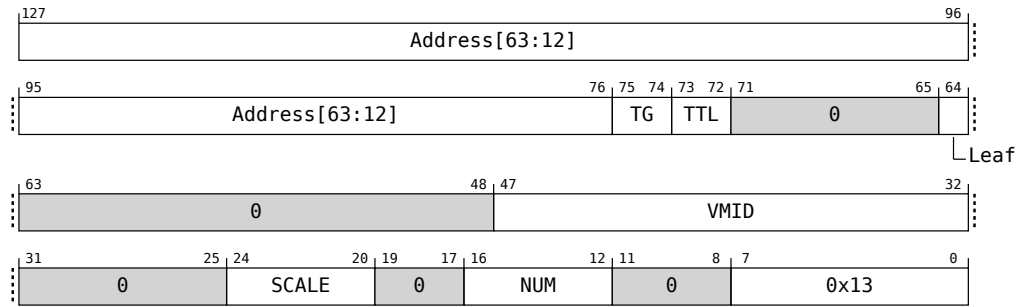 127 96
Address[63:12]
95 76 75 74 73 72 71 65 64
Address[63:12] TG TTL 0
Leaf
63 48 47 32
0 VMID
31 25 24 20 19 17 16 12 11 8 7 0
0 SCALE 0 NUM 0 0x13